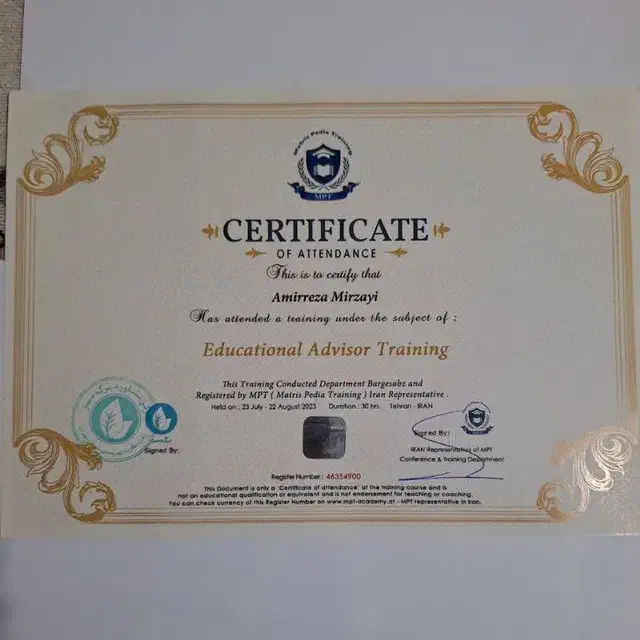 Matris Pedia Training
MPT
CERTIFICATE
OF ATTENDANCE
This is to certify that
Amirreza Mirzayi
Has attended a training under the subject of ;
Educational Advisor Training
This Training Conducted Department Bargesabz and
Registered by MPT ( Matris Pedia Training ) Iran Representative .
Held on ; 23 July - 22 August 2023 Duration : 30 hrs. Tehran - IRAN
Signed By:
Signed By:
IRAN Representative of MPT
Conference & Training Department
Register Number : 46354900
This Document is only a 'Certificate of attendance' at the training course and is
not an educational qualification or equivalent and is not endorsement for teaching or coaching.
You can check currency of this Register Number on www.mpt-academy.at - MPT representative in Iran.